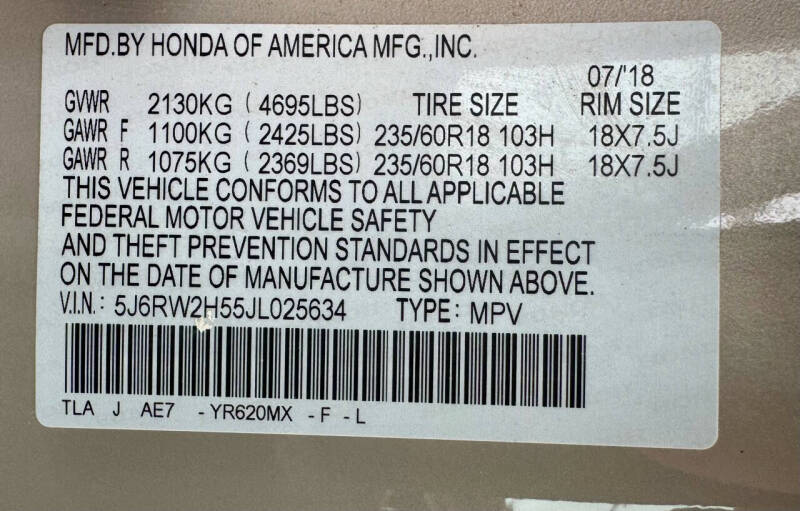 MFD.BY HONDA OF AMERICA MFG.,INC.
07/'18
GVWR 2130KG ( 4695LBS) TIRE SIZE RIM SIZE
GAWR F 1100KG ( 2425LBS) 235/60R18 103H 18X7.5J
GAWR R 1075KG ( 2369LBS) 235/60R18 103H 18X7.5J
THIS VEHICLE CONFORMS TO ALL APPLICABLE
FEDERAL MOTOR VEHICLE SAFETY
AND THEFT PREVENTION STANDARDS IN EFFECT
ON THE DATE OF MANUFACTURE SHOWN ABOVE.
V.I.N: 5J6RW2H55JL025634 TYPE: MPV
TLA J AE7 - YR620MX - F - L